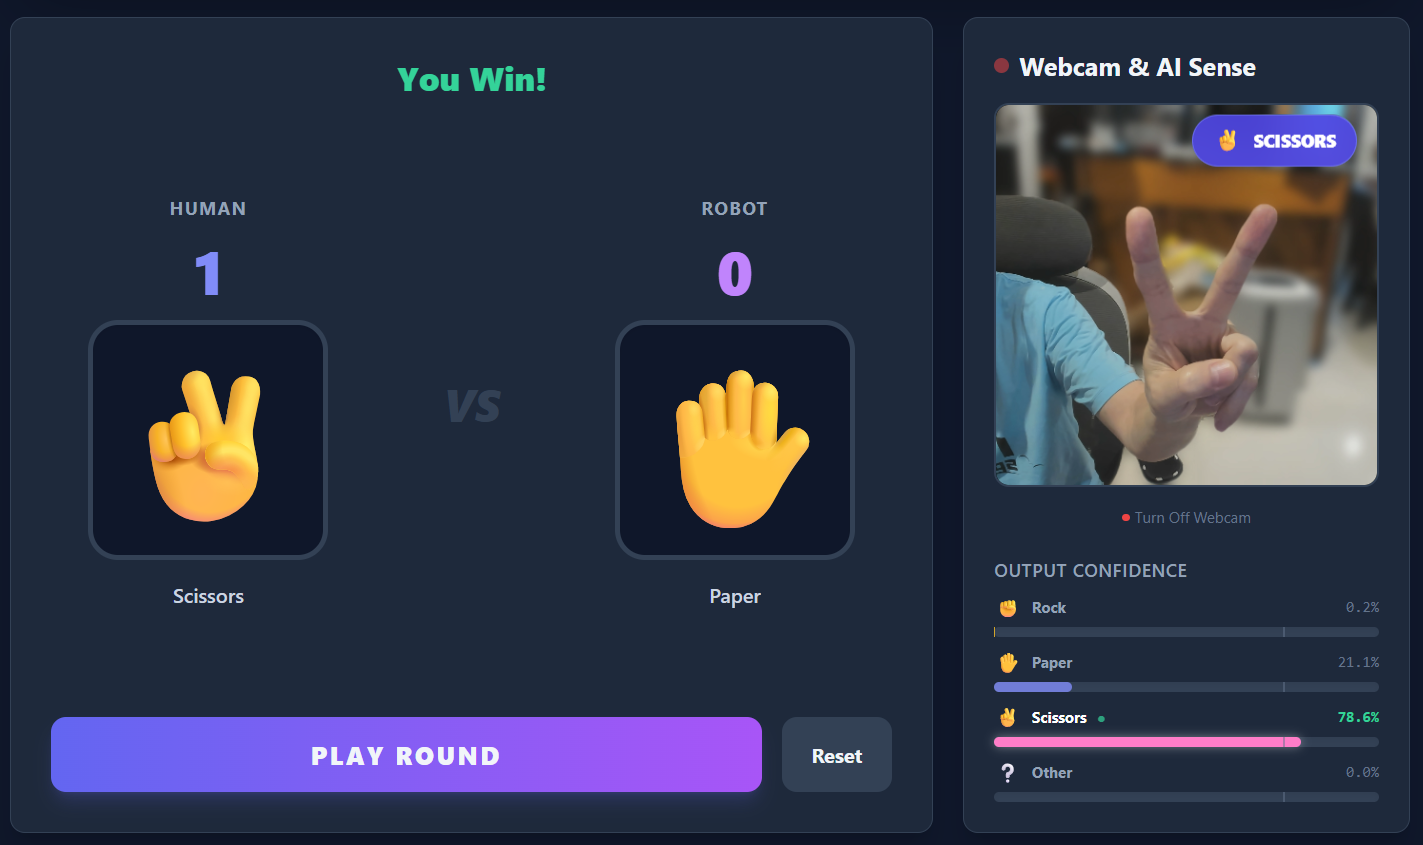 You Win!
HUMAN
1
Scissors
VS
ROBOT
0
Paper
PLAY ROUND
Reset
Webcam & AI Sense
SCISSORS
Turn Off Webcam
OUTPUT CONFIDENCE
Rock 0.2%
Paper 21.1%
Scissors 78.6%
Other 0.0%